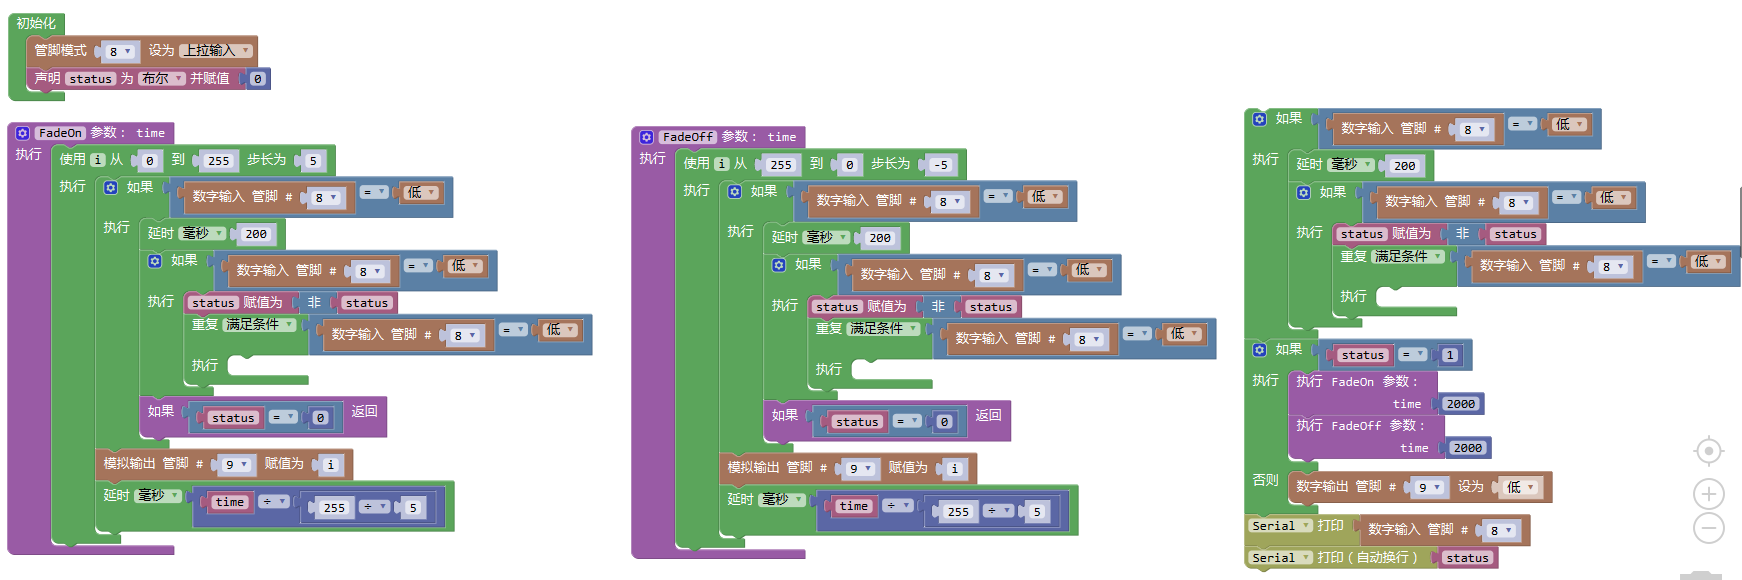 初始化
管脚模式 8 设为 上拉输入
声明 status 为 布尔 并赋值 0
FadeOn 参数： time
执行 使用 i 从 0 到 255 步长为 5
执行 如果 数字输入 管脚 # 8 = 低
执行 延时 毫秒 200
如果 数字输入 管脚 # 8 = 低
执行 status 赋值为 非 status
重复 满足条件 数字输入 管脚 # 8 = 低
执行
如果 status = 0 返回
模拟输出 管脚 # 9 赋值为 i
延时 毫秒 time ÷ 255 ÷ 5
FadeOff 参数： time
执行 使用 i 从 255 到 0 步长为 -5
执行 如果 数字输入 管脚 # 8 = 低
执行 延时 毫秒 200
如果 数字输入 管脚 # 8 = 低
执行 status 赋值为 非 status
重复 满足条件 数字输入 管脚 # 8 = 低
执行
如果 status = 0 返回
模拟输出 管脚 # 9 赋值为 i
延时 毫秒 time ÷ 255 ÷ 5
如果 数字输入 管脚 # 8 = 低
执行 延时 毫秒 200
如果 数字输入 管脚 # 8 = 低
执行 status 赋值为 非 status
重复 满足条件 数字输入 管脚 # 8 = 低
执行
如果 status = 1
执行 执行 FadeOn 参数：
time 2000
执行 FadeOff 参数：
time 2000
否则 数字输出 管脚 # 9 设为 低
Serial 打印 数字输入 管脚 # 8
Serial 打印（自动换行） status